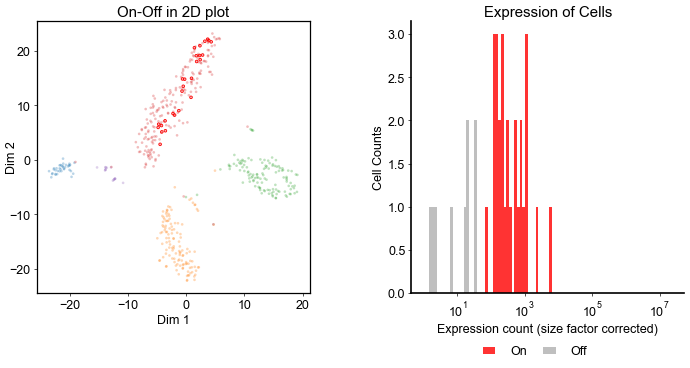 On-Off in 2D plot
20
10
0
−10
−20
Dim 2
−20 −10 0 10 20
Dim 1
Expression of Cells
3.0
2.5
2.0
1.5
1.0
0.5
0.0
Cell Counts
10^1 10^3 10^5 10^7
Expression count (size factor corrected)
On Off